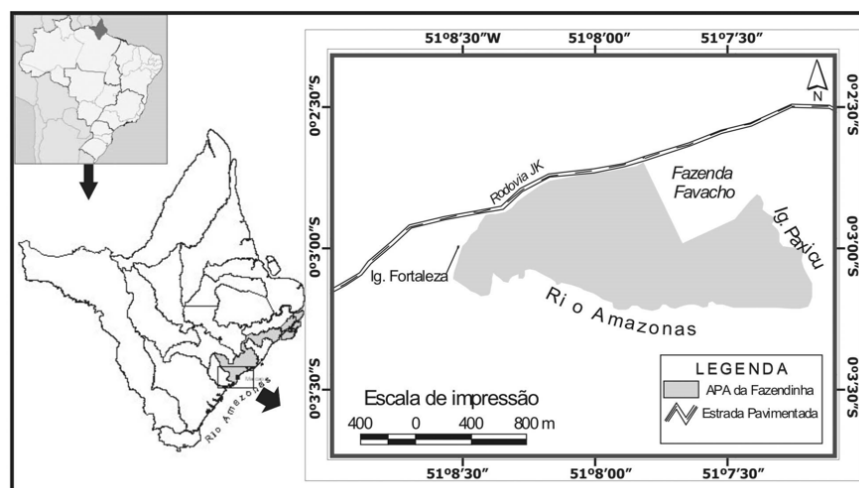 51º8'30"W 51º8'00" 51º7'30"
0º2'30"S
0º2'30"S
N
Rodovia JK
Fazenda
Favacho
Ig. Paxicu
0º3'00"S
0º3'00"S
Ig. Fortaleza
Rio Amazonas
Rio Amazonas
LEGENDA
APA da Fazendinha
Estrada Pavimentada
Escala de impressão
400 0 400 800 m
0º3'30"S
0º3'30"S
51º8'30" 51º8'00" 51º7'30"